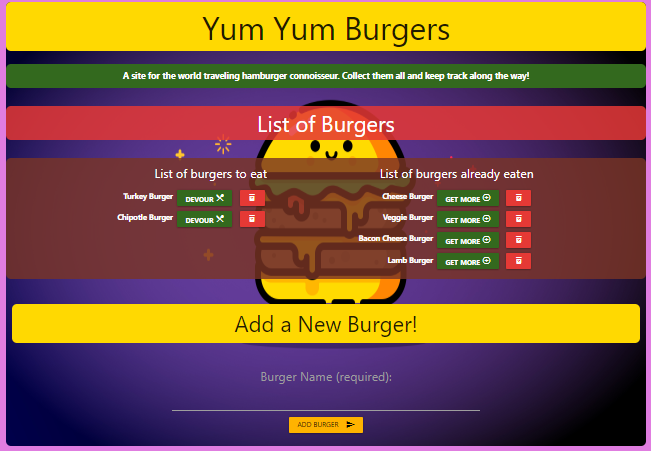 Yum Yum Burgers
A site for the world traveling hamburger connoisseur. Collect them all and keep track along the way!
List of Burgers
List of burgers to eat
Turkey Burger DEVOUR
Chipotle Burger DEVOUR
List of burgers already eaten
Cheese Burger GET MORE
Veggie Burger GET MORE
Bacon Cheese Burger GET MORE
Lamb Burger GET MORE
Add a New Burger!
Burger Name (required):
ADD BURGER